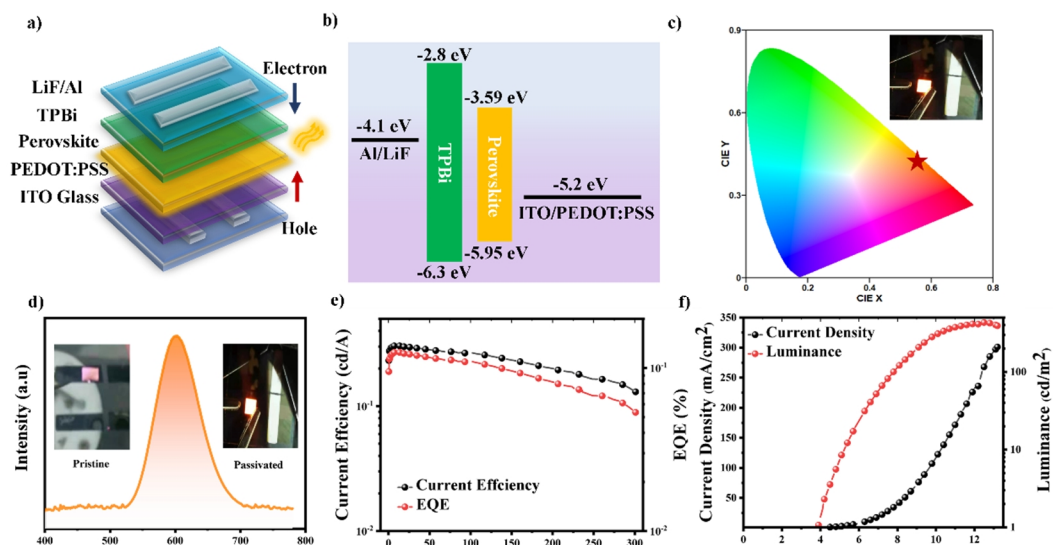 a)
LiF/Al
TPBi
Perovskite
PEDOT:PSS
ITO Glass
Electron
Hole
b)
-2.8 eV
-3.59 eV
-4.1 eV
Al/LiF
TPBi
Perovskite
-5.2 eV
ITO/PEDOT:PSS
-5.95 eV
-6.3 eV
c)
0.9
0.6
0.3
0
CIE Y
0 0.2 0.4 0.6 0.8
CIE X
d)
Intensity (a.u)
Pristine
Passivated
400 500 600 700 800
e)
Current Effciency (cd/A)
10-1
10-2
Current Effciency
EQE
10-1
10-2
EQE (%)
0 50 100 150 200 250 300
f)
Current Density (mA/cm2)
350
300
250
200
150
100
50
Current Density
Luminance
100
10
1
Luminance (cd/m2)
0 2 4 6 8 10 12